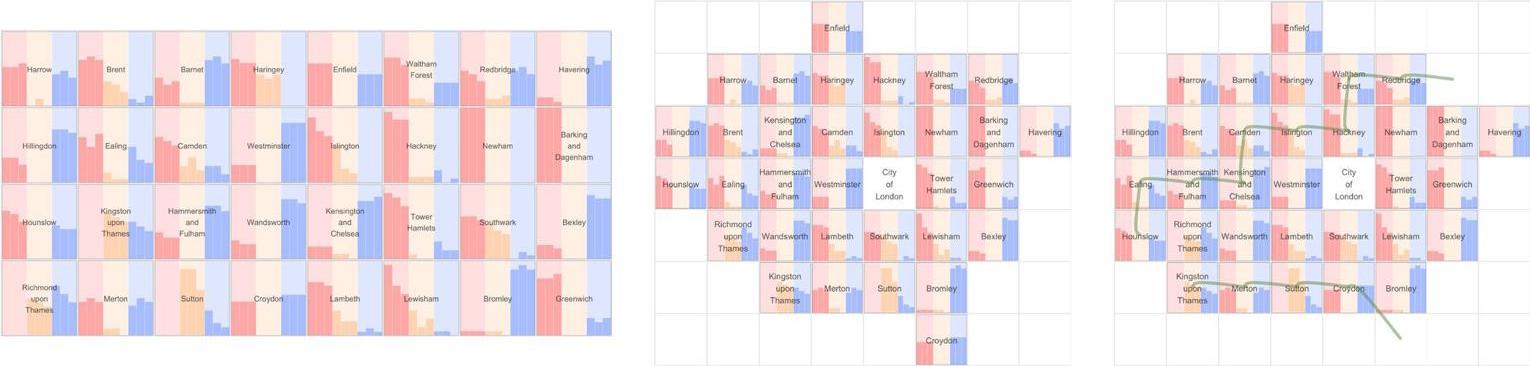 Harrow Brent Barnet Haringey Enfield Waltham Forest Redbridge Havering
Hillingdon Ealing Camden Westminster Islington Hackney Newham Barking and Dagenham
Hounslow Kingston upon Thames Hammersmith and Fulham Wandsworth Kensington and Chelsea Tower Hamlets Southwark Bexley
Richmond upon Thames Merton Sutton Croydon Lambeth Lewisham Bromley Greenwich
Enfield
Harrow Barnet Haringey Hackney Waltham Forest Redbridge
Hillingdon Brent Kensington and Chelsea Camden Islington Newham Barking and Dagenham Havering
Hounslow Ealing Hammersmith and Fulham Westminster City of London Tower Hamlets Greenwich
Richmond upon Thames Wandsworth Lambeth Southwark Lewisham Bexley
Kingston upon Thames Merton Sutton Bromley
Croydon
Enfield
Harrow Barnet Haringey Waltham Forest Redbridge
Hillingdon Brent Camden Islington Hackney Newham Barking and Dagenham Havering
Ealing Hammersmith and Fulham Kensington and Chelsea Westminster City of London Tower Hamlets Greenwich
Hounslow Richmond upon Thames Wandsworth Lambeth Southwark Lewisham Bexley
Kingston upon Thames Merton Sutton Croydon Bromley